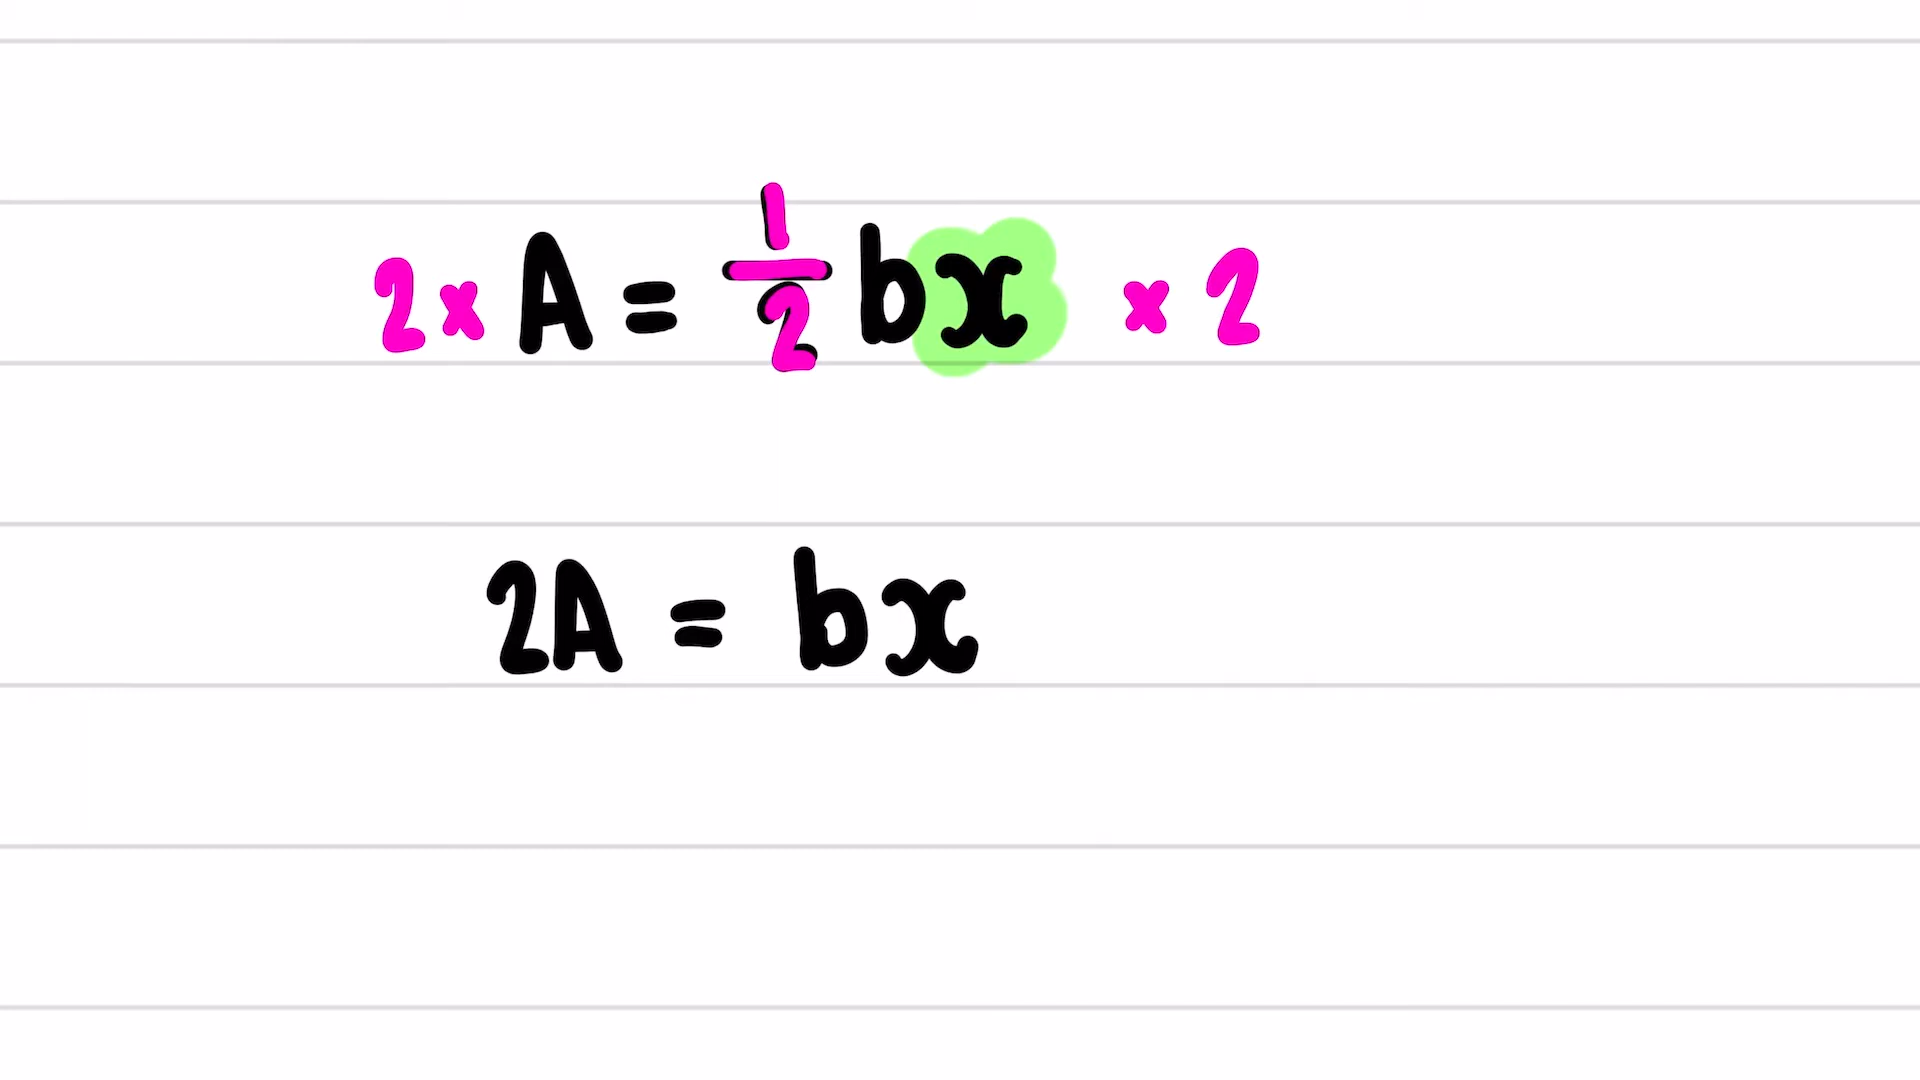 2 × A = 1/2 bx × 2
2A = bx